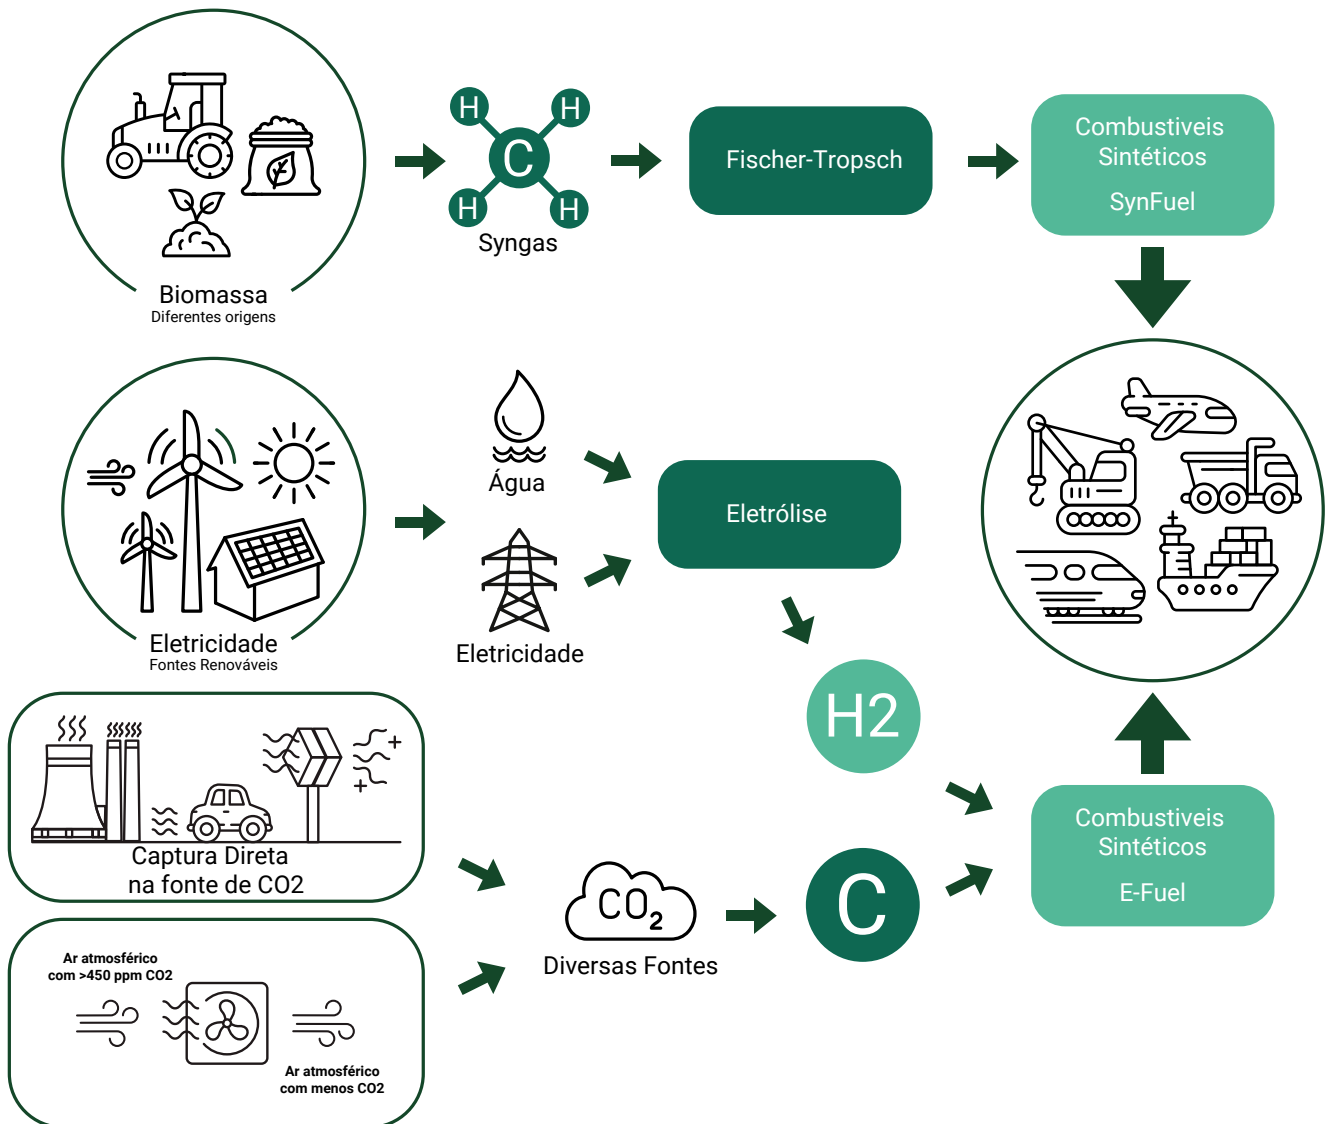 H
H
C
H
H
Syngas
Fischer-Tropsch
Combustiveis
Sintéticos
SynFuel
Biomassa
Diferentes origens
Água
Eletricidade
Eletrólise
Eletricidade
Fontes Renováveis
H2
Captura Direta
na fonte de CO2
CO2
Diversas Fontes
C
Combustiveis
Sintéticos
E-Fuel
Ar atmosférico
com >450 ppm CO2
Ar atmosférico
com menos CO2